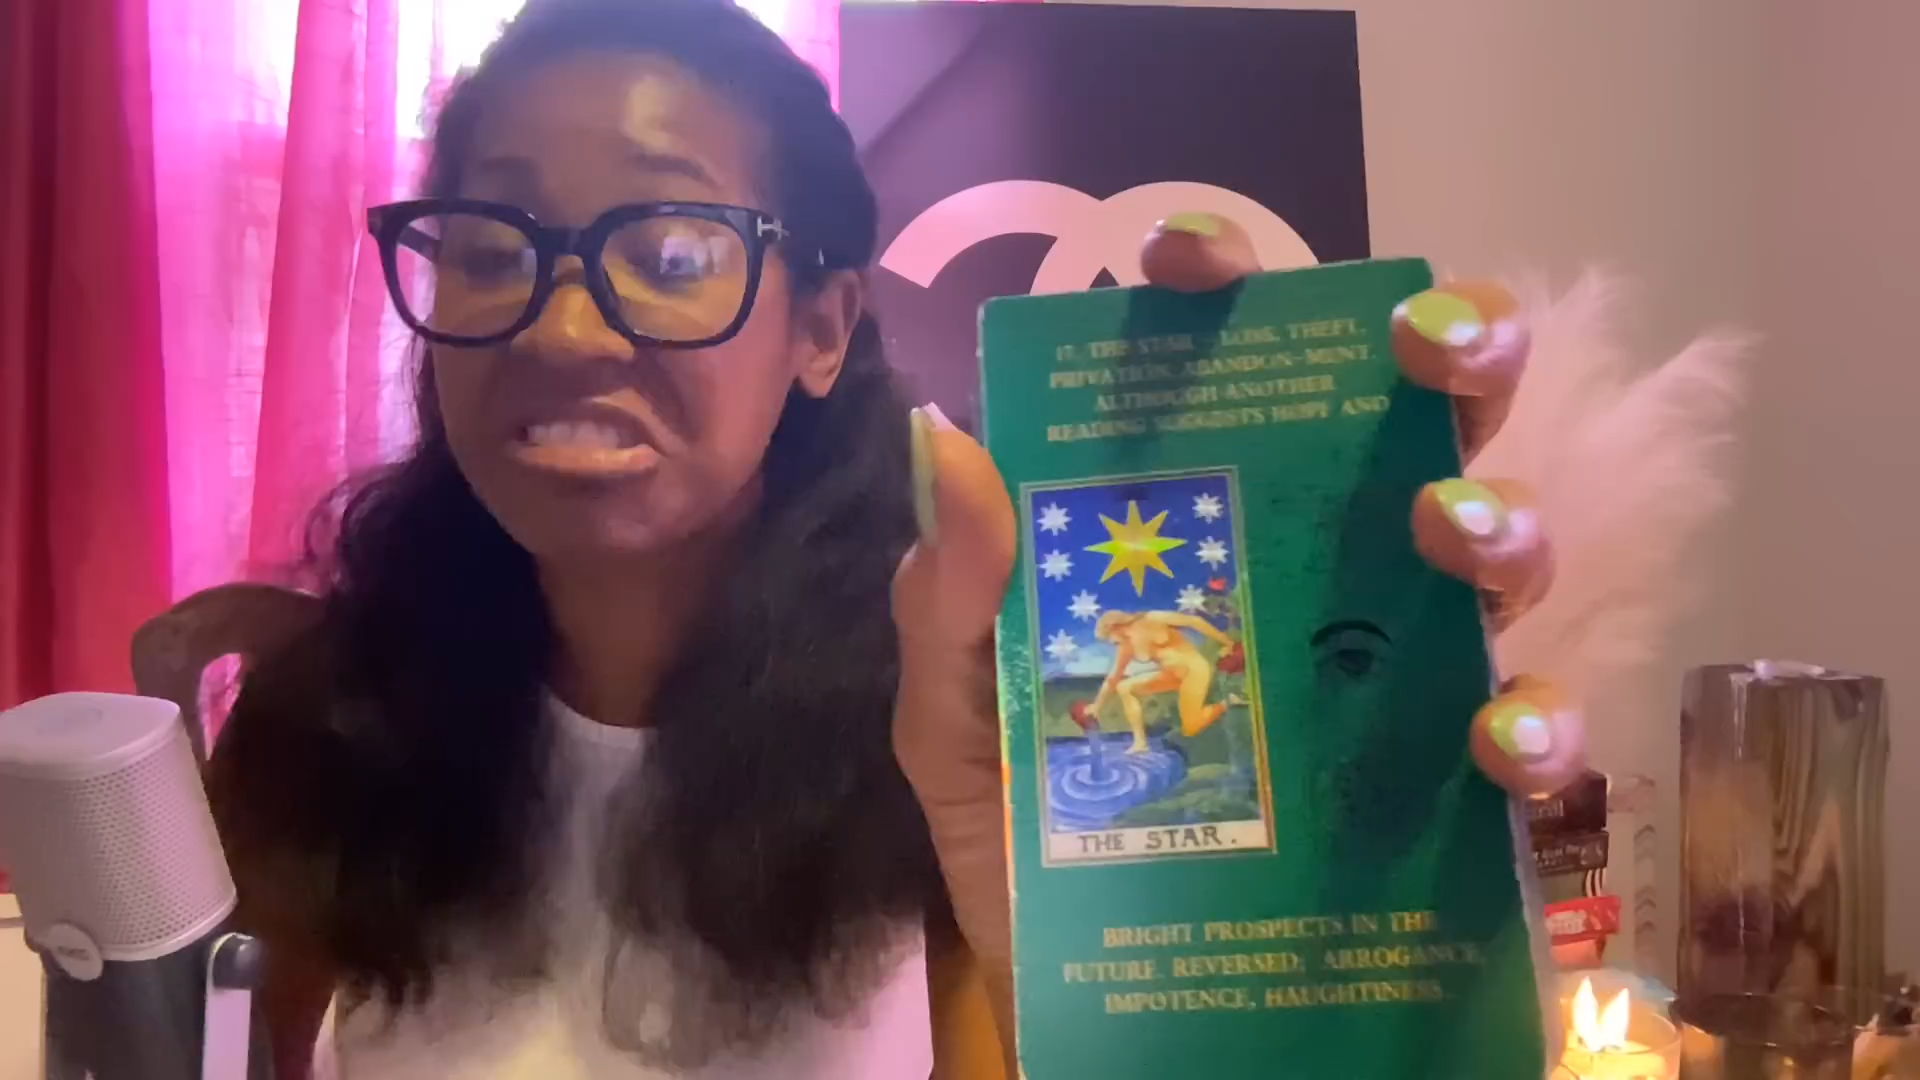 17. THE STAR - LOSS, THEFT,
PRIVATION, ABANDON-MENT.
ALTHOUGH ANOTHER
READING SUGGESTS HOPE AND
THE STAR.
BRIGHT PROSPECTS IN THE
FUTURE. REVERSED: ARROGANCE,
IMPOTENCE, HAUGHTINESS.